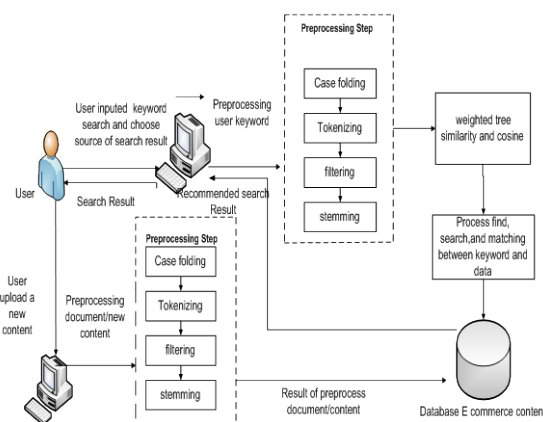 Preprocessing Step
Case folding
Tokenizing
filtering
stemming
User inputed keyword
search and choose
source of search result
Preprocessing
user keyword
weighted tree
similarity and cosine
User
Search Result
Recommended search
Result
Process find,
search,and matching
between keyword and
data
Preprocessing Step
Case folding
Tokenizing
filtering
stemming
User
upload a
new
content
Preprocessing
document/new
content
Result of preprocess
document/content
Database E commerce conten